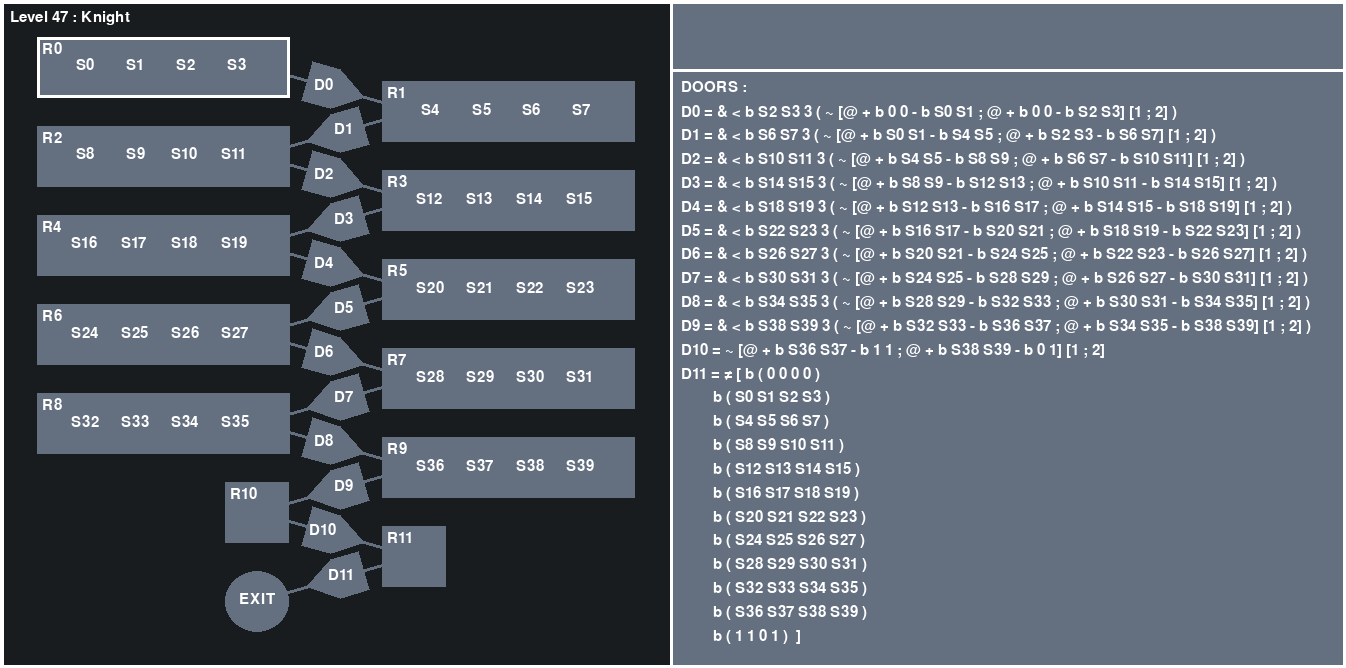 Level 47 : Knight
R0
S0 S1 S2 S3
D0
R1
S4 S5 S6 S7
D1
R2
S8 S9 S10 S11
D2
R3
S12 S13 S14 S15
D3
R4
S16 S17 S18 S19
D4
R5
S20 S21 S22 S23
D5
R6
S24 S25 S26 S27
D6
R7
S28 S29 S30 S31
D7
R8
S32 S33 S34 S35
D8
R9
S36 S37 S38 S39
D9
R10
D10
R11
D11
EXIT
DOORS :
D0 = & < b S2 S3 3 ( ~ [@ + b 0 0 - b S0 S1 ; @ + b 0 0 - b S2 S3] [1 ; 2] )
D1 = & < b S6 S7 3 ( ~ [@ + b S0 S1 - b S4 S5 ; @ + b S2 S3 - b S6 S7] [1 ; 2] )
D2 = & < b S10 S11 3 ( ~ [@ + b S4 S5 - b S8 S9 ; @ + b S6 S7 - b S10 S11] [1 ; 2] )
D3 = & < b S14 S15 3 ( ~ [@ + b S8 S9 - b S12 S13 ; @ + b S10 S11 - b S14 S15] [1 ; 2] )
D4 = & < b S18 S19 3 ( ~ [@ + b S12 S13 - b S16 S17 ; @ + b S14 S15 - b S18 S19] [1 ; 2] )
D5 = & < b S22 S23 3 ( ~ [@ + b S16 S17 - b S20 S21 ; @ + b S18 S19 - b S22 S23] [1 ; 2] )
D6 = & < b S26 S27 3 ( ~ [@ + b S20 S21 - b S24 S25 ; @ + b S22 S23 - b S26 S27] [1 ; 2] )
D7 = & < b S30 S31 3 ( ~ [@ + b S24 S25 - b S28 S29 ; @ + b S26 S27 - b S30 S31] [1 ; 2] )
D8 = & < b S34 S35 3 ( ~ [@ + b S28 S29 - b S32 S33 ; @ + b S30 S31 - b S34 S35] [1 ; 2] )
D9 = & < b S38 S39 3 ( ~ [@ + b S32 S33 - b S36 S37 ; @ + b S34 S35 - b S38 S39] [1 ; 2] )
D10 = ~ [@ + b S36 S37 - b 1 1 ; @ + b S38 S39 - b 0 1] [1 ; 2]
D11 = ≠ [ b ( 0 0 0 0 )
b ( S0 S1 S2 S3 )
b ( S4 S5 S6 S7 )
b ( S8 S9 S10 S11 )
b ( S12 S13 S14 S15 )
b ( S16 S17 S18 S19 )
b ( S20 S21 S22 S23 )
b ( S24 S25 S26 S27 )
b ( S28 S29 S30 S31 )
b ( S32 S33 S34 S35 )
b ( S36 S37 S38 S39 )
b ( 1 1 0 1 ) ]